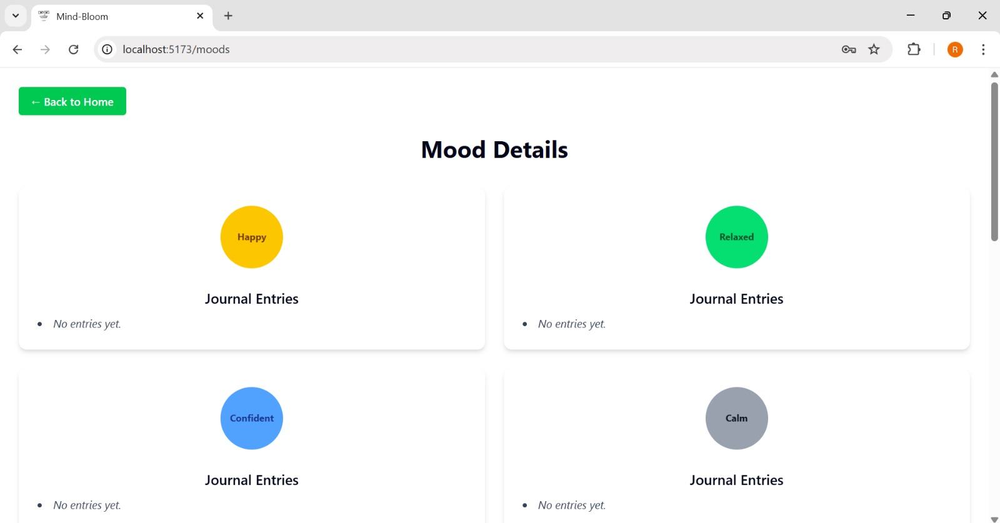 Mind-Bloom
localhost:5173/moods
R
← Back to Home
Mood Details
Happy
Journal Entries
• No entries yet.
Relaxed
Journal Entries
• No entries yet.
Confident
Journal Entries
• No entries yet.
Calm
Journal Entries
• No entries yet.